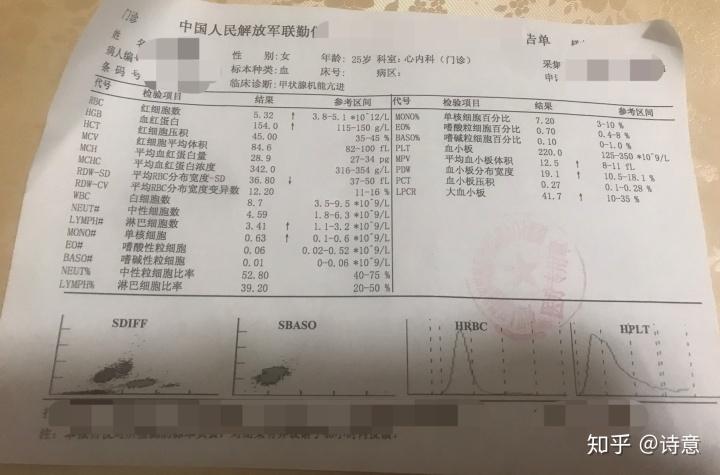 门诊
中国人民解放军联勤
告单
姓 名
性 别:女 年龄: 25岁 科室:心内科(门诊)
病人编
标本种类:血 床号: 病区:
条 码 号
临床诊断:甲状腺机能亢进
代号 检验项目 结果 参考区间 代号 检验项目 结果 参考区间
RBC 红细胞数 5.32 ↑ 3.8-5.1 *10^12/L MONO% 单核细胞百分比 7.20 3-10 %
HGB 血红蛋白 154.0 ↑ 115-150 g/L EO% 嗜酸粒细胞百分比 0.70 0.4-8 %
HCT 红细胞压积 45.00 35-45 % BASO% 嗜碱粒细胞百分比 0.10 0-1.0 %
MCV 红细胞平均体积 84.6 82-100 fL PLT 血小板 220.0 125-350 *10^9/L
MCH 平均血红蛋白量 28.9 27-34 pg MPV 平均血小板体积 12.5 ↑ 8-11 fL
MCHC 平均血红蛋白浓度 342.0 316-354 g/L PDW 血小板分布宽度 19.1 ↑ 10.5-18.1 %
RDW-SD 平均RBC分布宽度-SD 36.80 ↓ 37-50 fL PCT 血小板压积 0.27 0.1-0.28 %
RDW-CV 平均RBC分布宽度变异数 12.20 11-16 % LPCR 大血小板 41.7 ↑ 10-35 %
WBC 白细胞数 8.7 3.5-9.5 *10^9/L
NEUT# 中性细胞数 4.59 1.8-6.3 *10^9/L
LYMPH# 淋巴细胞数 3.41 ↑ 1.1-3.2 *10^9/L
MONO# 单核细胞 0.63 ↑ 0.1-0.6 *10^9/L
EO# 嗜酸性粒细胞 0.06 0.02-0.52 *10^9/L
BASO# 嗜碱性粒细胞 0.01 0-0.06 *10^9/L
NEUT% 中性粒细胞比率 52.80 40-75 %
LYMPH% 淋巴细胞比率 39.20 20-50 %
SDIFF SBASO HRBC HPLT
注:
知乎 @诗意